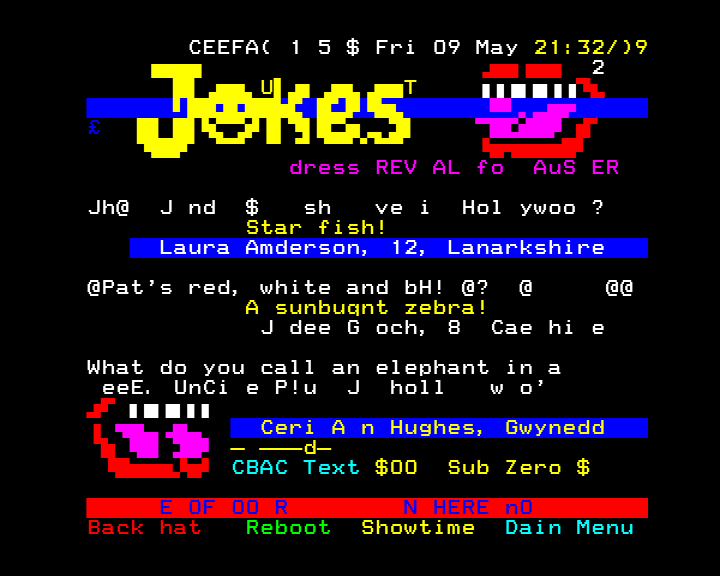 CEEFA( 1 5 $ Fri 09 May 21:32/)9
2
Jokes
U T
£
dress REV AL fo AuS ER
Jh@ J nd $ sh ve i Hol ywoo ?
Star fish!
Laura Amderson, 12, Lanarkshire
@Pat's red, white and bH! @? @ @@
A sunbuqnt zebra!
J dee G och, 8 Cae hi e
What do you call an elephant in a
eeE. UnCi e P!u J holl w o'
Ceri A n Hughes, Gwynedd
– ———d–
CBAC Text $00 Sub Zero $
E OF OO R N HERE nO
Back hat Reboot Showtime Dain Menu